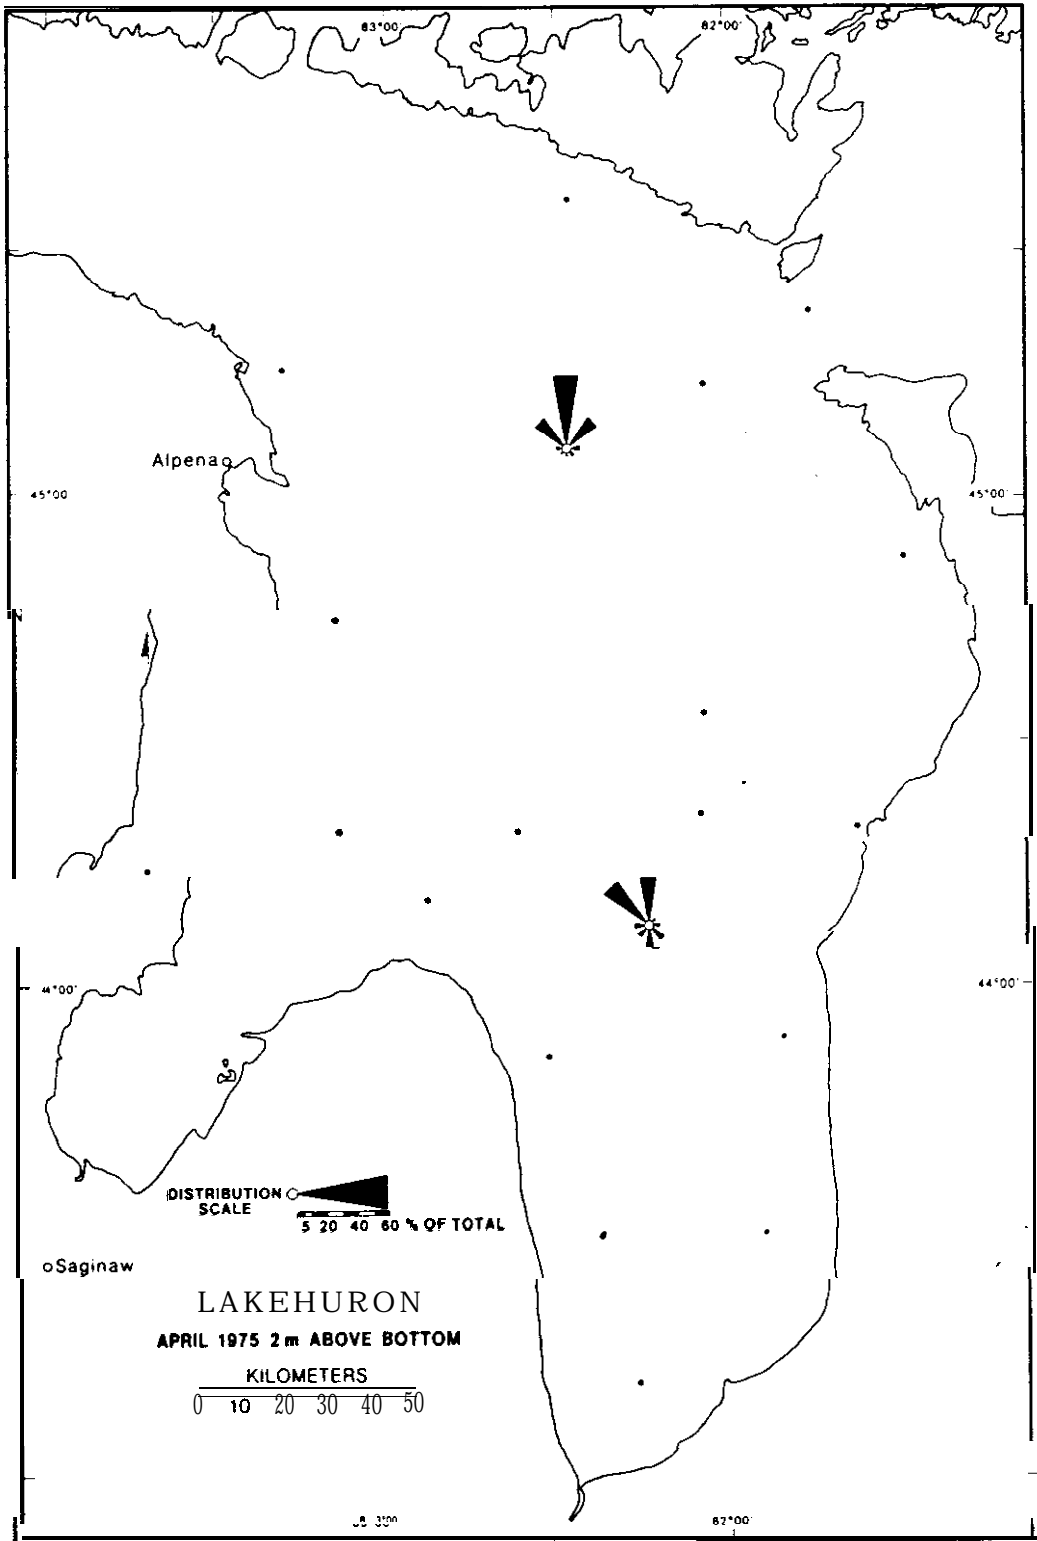 83°00'
82°00'
Alpena
45°00
45°00'
N
44°00'
44°00'
DISTRIBUTION
SCALE
5 20 40 60 % OF TOTAL
Saginaw
LAKEHURON
APRIL 1975 2m ABOVE BOTTOM
KILOMETERS
0 10 20 30 40 50
82°00'